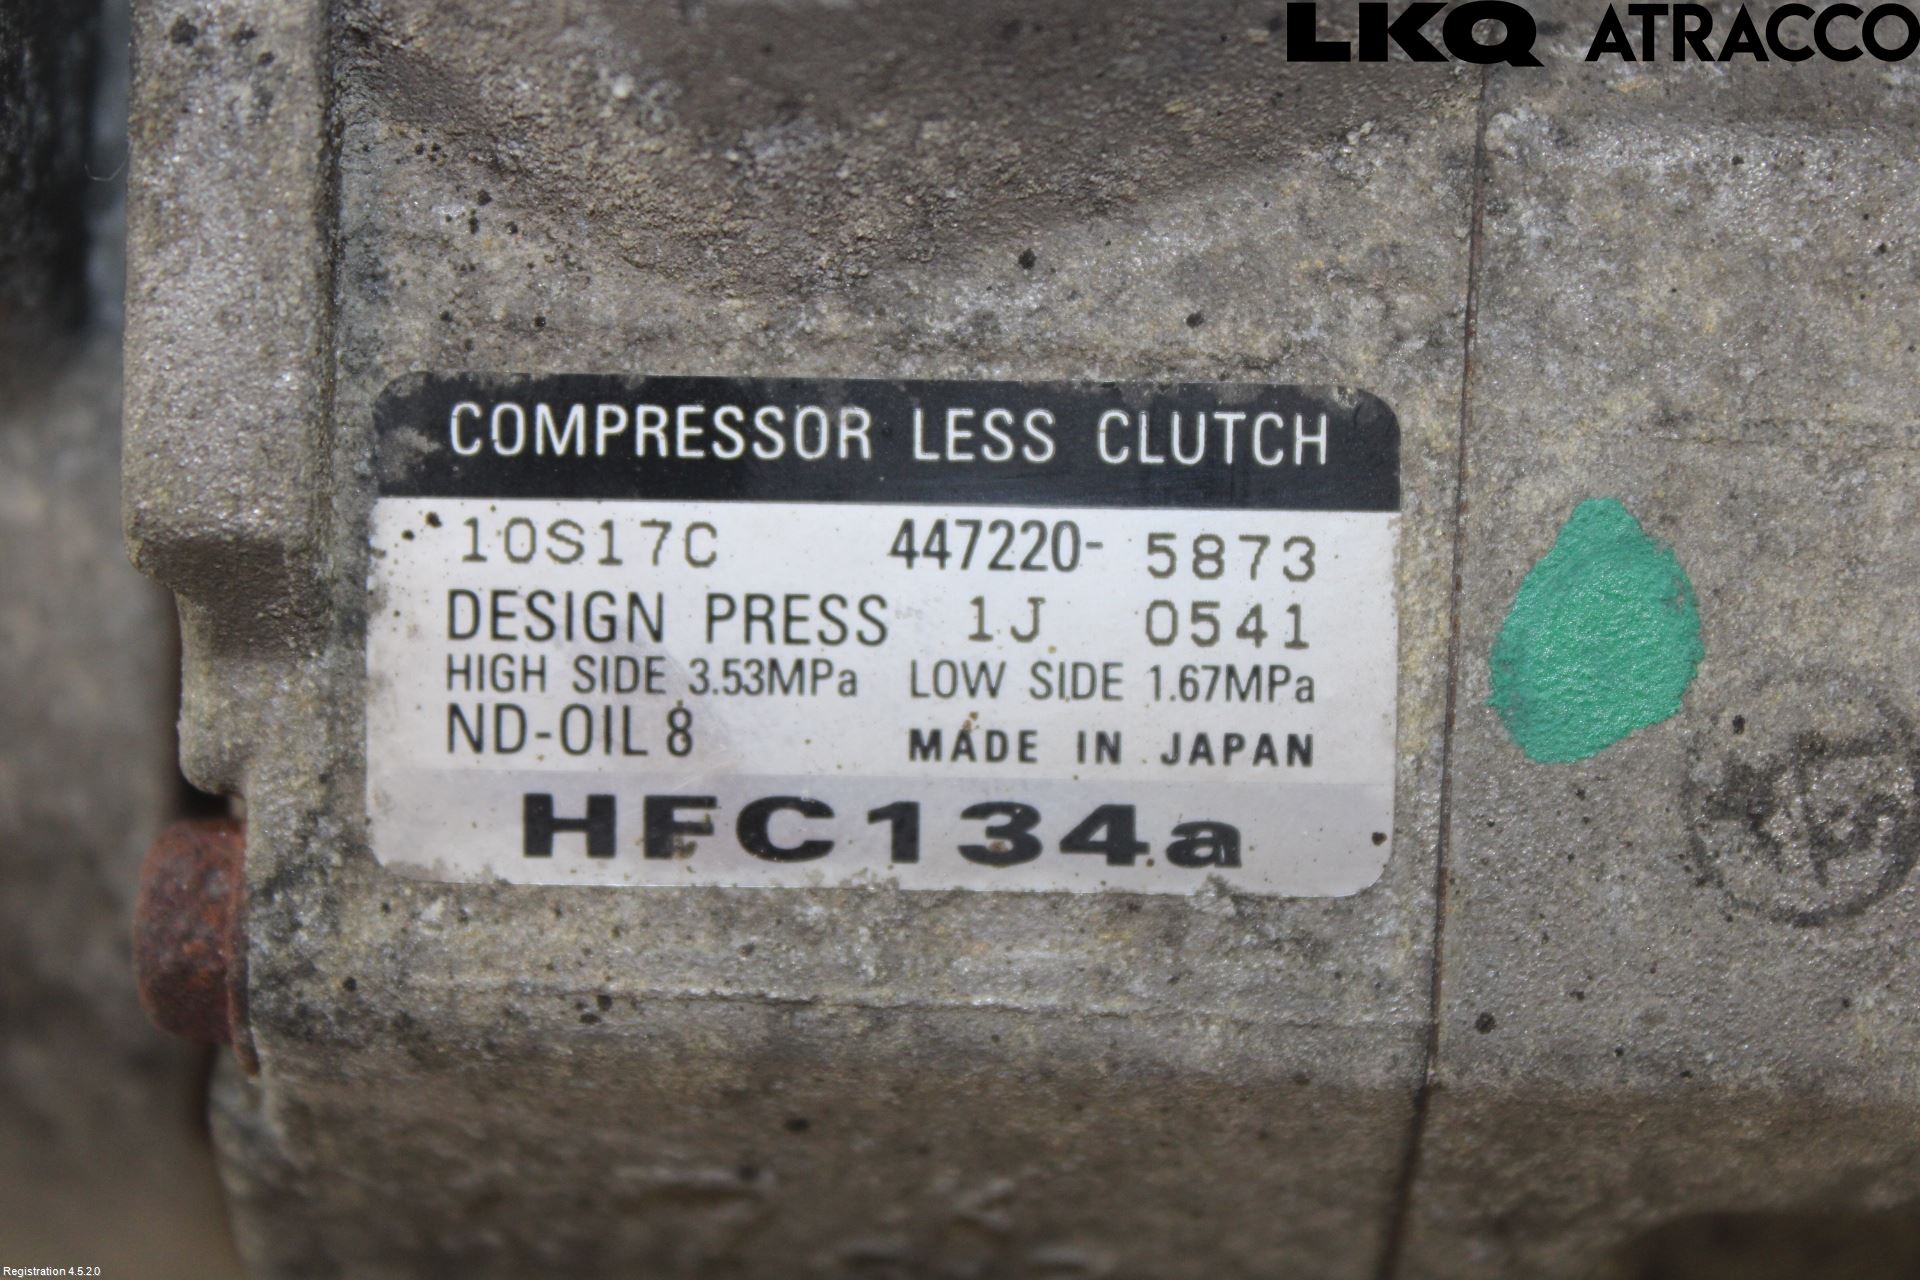 LKQ ATRACCO
COMPRESSOR LESS CLUTCH
10S17C 447220- 5873
DESIGN PRESS 1J 0541
HIGH SIDE 3.53MPa LOW SIDE 1.67MPa
ND-OIL 8 MADE IN JAPAN
HFC134a
Registration 4.5.2.0